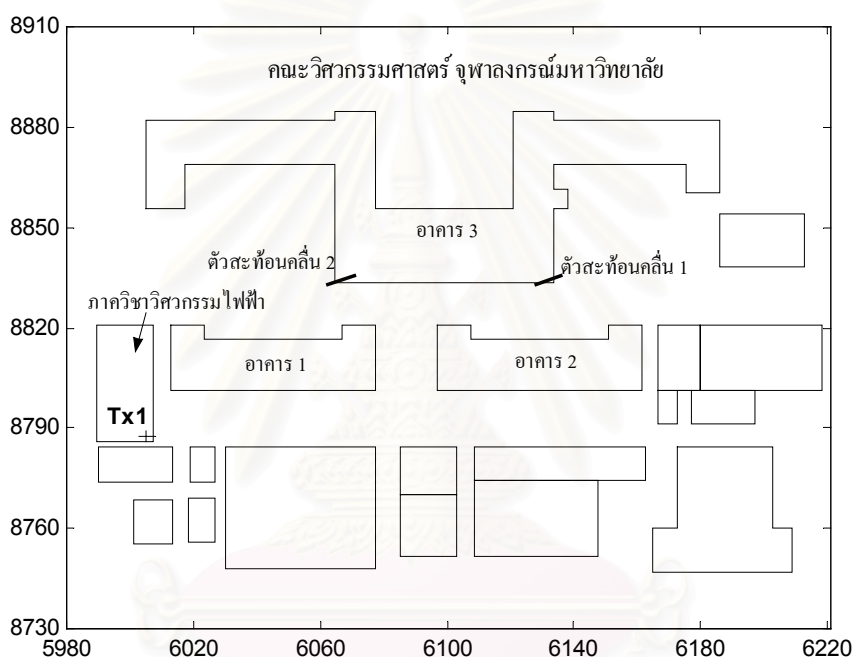 8910
คณะวิศวกรรมศาสตร์ จุฬาลงกรณ์มหาวิทยาลัย
8880
8850
อาคาร 3
ตัวสะท้อนคลื่น 2
ตัวสะท้อนคลื่น 1
ภาควิชาวิศวกรรมไฟฟ้า
8820
อาคาร 1
อาคาร 2
Tx1
8790
8760
8730
5980 6020 6060 6100 6140 6180 6220